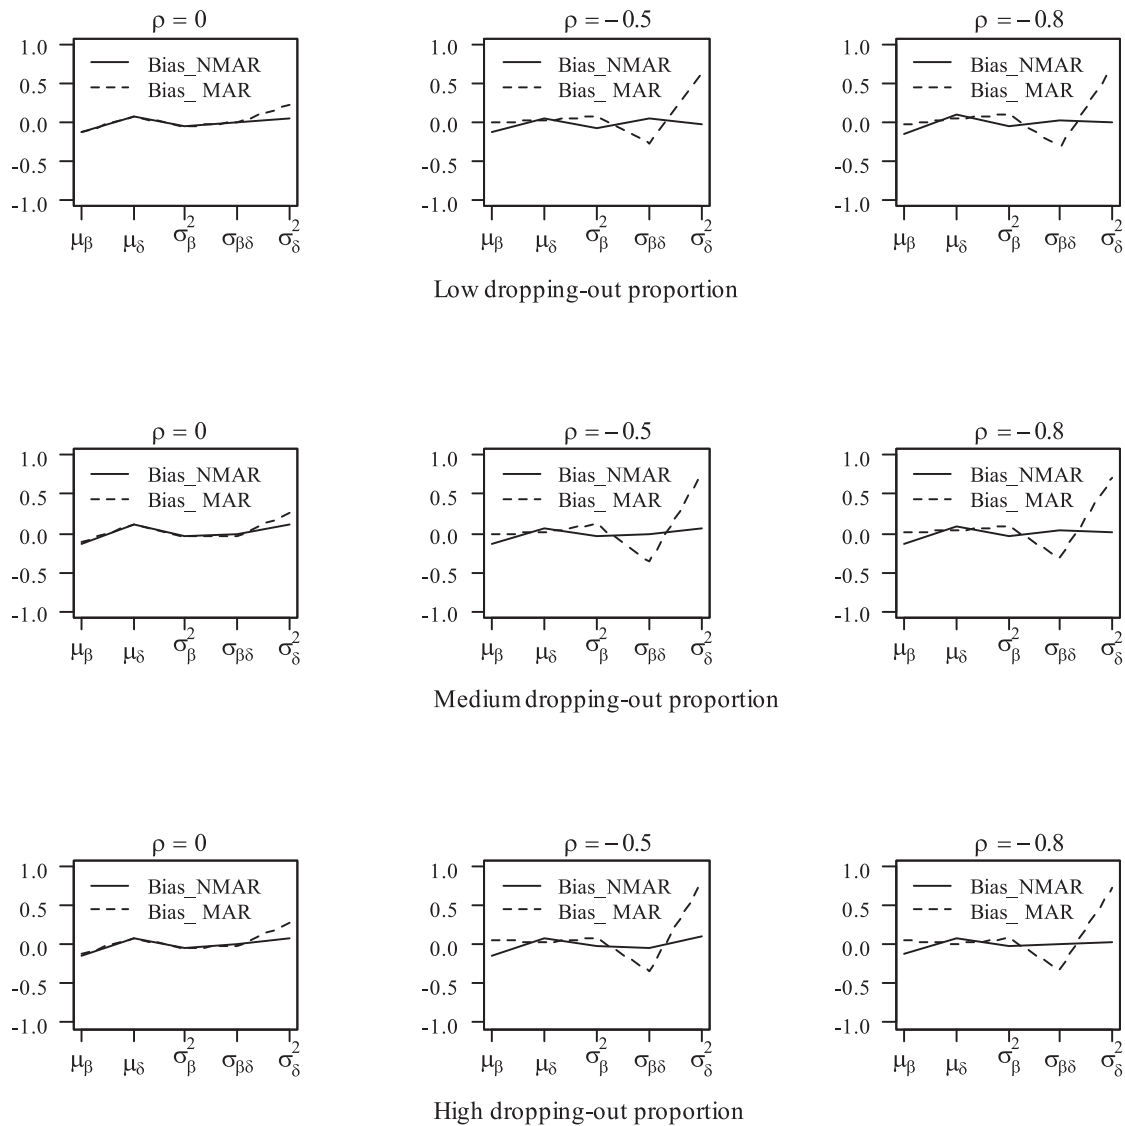 ρ = 0 ρ = −0.5 ρ = −0.8
1.0 1.0 1.0
Bias_NMAR Bias_NMAR Bias_NMAR
0.5 0.5 0.5
Bias_ MAR Bias_ MAR Bias_ MAR
0.0 0.0 0.0
-0.5 -0.5 -0.5
-1.0 -1.0 -1.0
μβ μδ σ²β σβδ σ²δ μβ μδ σ²β σβδ σ²δ μβ μδ σ²β σβδ σ²δ
Low dropping-out proportion
ρ = 0 ρ = −0.5 ρ = −0.8
1.0 1.0 1.0
Bias_NMAR Bias_NMAR Bias_NMAR
0.5 0.5 0.5
Bias_ MAR Bias_ MAR Bias_ MAR
0.0 0.0 0.0
-0.5 -0.5 -0.5
-1.0 -1.0 -1.0
μβ μδ σ²β σβδ σ²δ μβ μδ σ²β σβδ σ²δ μβ μδ σ²β σβδ σ²δ
Medium dropping-out proportion
ρ = 0 ρ = −0.5 ρ = −0.8
1.0 1.0 1.0
Bias_NMAR Bias_NMAR Bias_NMAR
0.5 0.5 0.5
Bias_ MAR Bias_ MAR Bias_ MAR
0.0 0.0 0.0
-0.5 -0.5 -0.5
-1.0 -1.0 -1.0
μβ μδ σ²β σβδ σ²δ μβ μδ σ²β σβδ σ²δ μβ μδ σ²β σβδ σ²δ
High dropping-out proportion